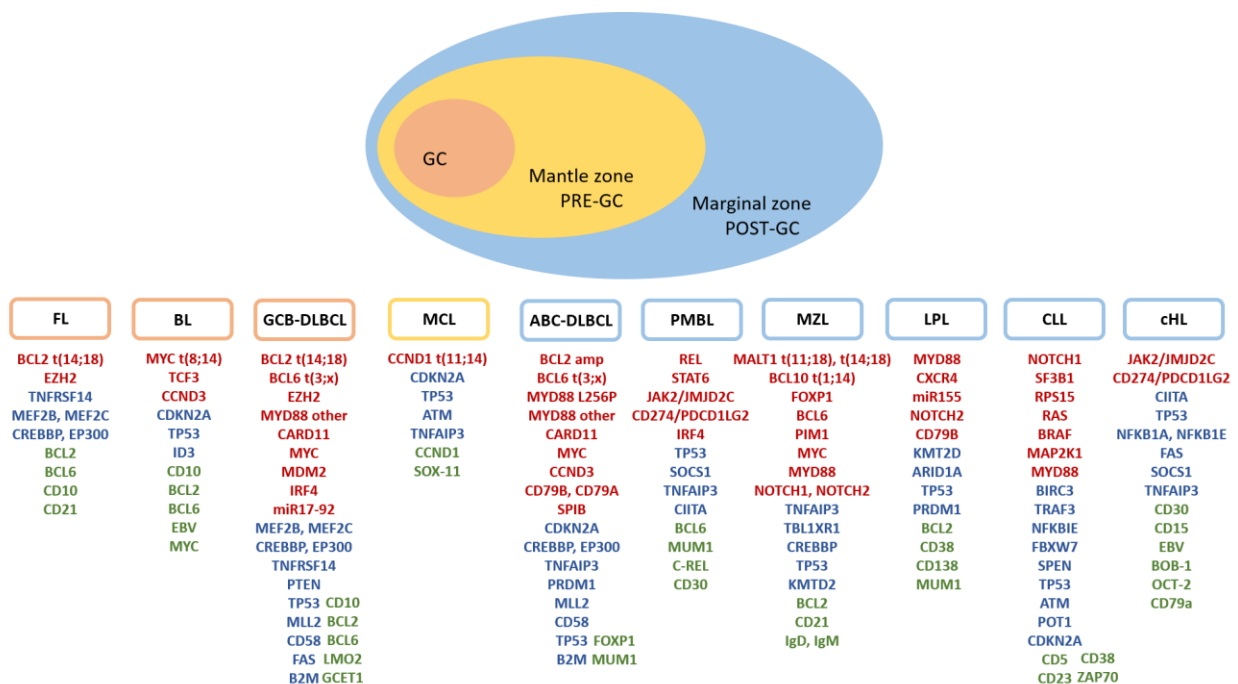 GC
Mantle zone
PRE-GC
Marginal zone
POST-GC
FL
BCL2 t(14;18)
EZH2
TNFRSF14
MEF2B, MEF2C
CREBBP, EP300
BCL2
BCL6
CD10
CD21
BL
MYC t(8;14)
TCF3
CCND3
CDKN2A
TP53
ID3
CD10
BCL2
BCL6
EBV
MYC
GCB-DLBCL
BCL2 t(14;18)
BCL6 t(3;x)
EZH2
MYD88 other
CARD11
MYC
MDM2
IRF4
miR17-92
MEF2B, MEF2C
CREBBP, EP300
TNFRSF14
PTEN
TP53 CD10
MLL2 BCL2
CD58 BCL6
FAS LMO2
B2M GCET1
MCL
CCND1 t(11;14)
CDKN2A
TP53
ATM
TNFAIP3
CCND1
SOX-11
ABC-DLBCL
BCL2 amp
BCL6 t(3;x)
MYD88 L256P
MYD88 other
CARD11
MYC
CCND3
CD79B, CD79A
SPIB
CDKN2A
CREBBP, EP300
TNFAIP3
PRDM1
MLL2
CD58
TP53 FOXP1
B2M MUM1
PMBL
REL
STAT6
JAK2/JMJD2C
CD274/PDCD1LG2
IRF4
TP53
SOCS1
TNFAIP3
CIITA
BCL6
MUM1
C-REL
CD30
MZL
MALT1 t(11;18), t(14;18)
BCL10 t(1;14)
FOXP1
BCL6
PIM1
MYC
MYD88
NOTCH1, NOTCH2
TNFAIP3
TBL1XR1
CREBBP
TP53
KMTD2
BCL2
CD21
IgD, IgM
LPL
MYD88
CXCR4
miR155
NOTCH2
CD79B
KMT2D
ARID1A
TP53
PRDM1
BCL2
CD38
CD138
MUM1
CLL
NOTCH1
SF3B1
RPS15
RAS
BRAF
MAP2K1
MYD88
BIRC3
TRAF3
NFKBIE
FBXW7
SPEN
TP53
ATM
POT1
CDKN2A
CD5 CD38
CD23 ZAP70
cHL
JAK2/JMJD2C
CD274/PDCD1LG2
CIITA
TP53
NFKB1A, NFKB1E
FAS
SOCS1
TNFAIP3
CD30
CD15
EBV
BOB-1
OCT-2
CD79a